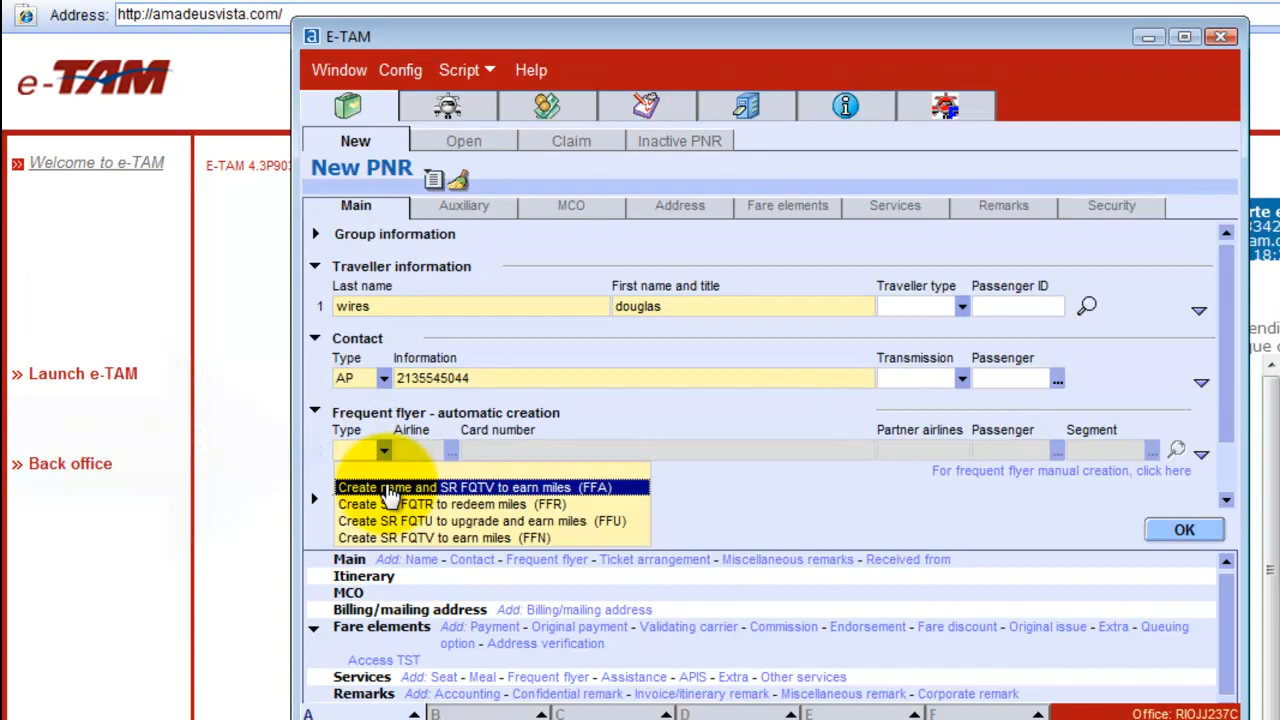 Address: http://amadeusvista.com/
E-TAM
e-TAM
Window Config Script Help
New Open Claim Inactive PNR
Welcome to e-TAM
E-TAM 4.3P90
New PNR
Main Auxiliary MCO Address Fare elements Services Remarks Security
Group information
Traveller information
Last name First name and title Traveller type Passenger ID
1 wires douglas
Contact
Type Information Transmission Passenger
Launch e-TAM
AP 2135545044 ...
Frequent flyer - automatic creation
Type Airline Card number Partner airlines Passenger Segment
... ... ...
Back office
For frequent flyer manual creation, click here
Create name and SR FQTV to earn miles (FFA)
Create SR FQTR to redeem miles (FFR)
Create SR FQTU to upgrade and earn miles (FFU)
Create SR FQTV to earn miles (FFN)
OK
Main Add: Name - Contact - Frequent flyer - Ticket arrangement - Miscellaneous remarks - Received from
Itinerary
MCO
Billing/mailing address Add: Billing/mailing address
Fare elements Add: Payment - Original payment - Validating carrier - Commission - Endorsement - Fare discount - Original issue - Extra - Queuing
option - Address verification
Access TST
Services Add: Seat - Meal - Frequent flyer - Assistance - APIS - Extra - Other services
Remarks Add: Accounting - Confidential remark - Invoice/itinerary remark - Miscellaneous remark - Corporate remark
A B C D E F Office: RIOJJ237C